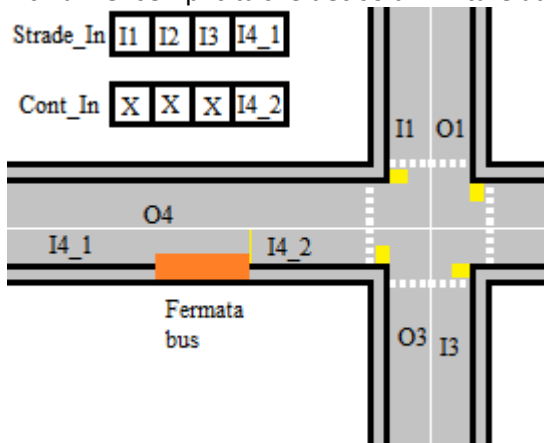 Strade_In I1 I2 I3 I4_1
Cont_In X X X I4_2
I1 O1
O4
I4_1 I4_2
Fermata
bus
O3 I3